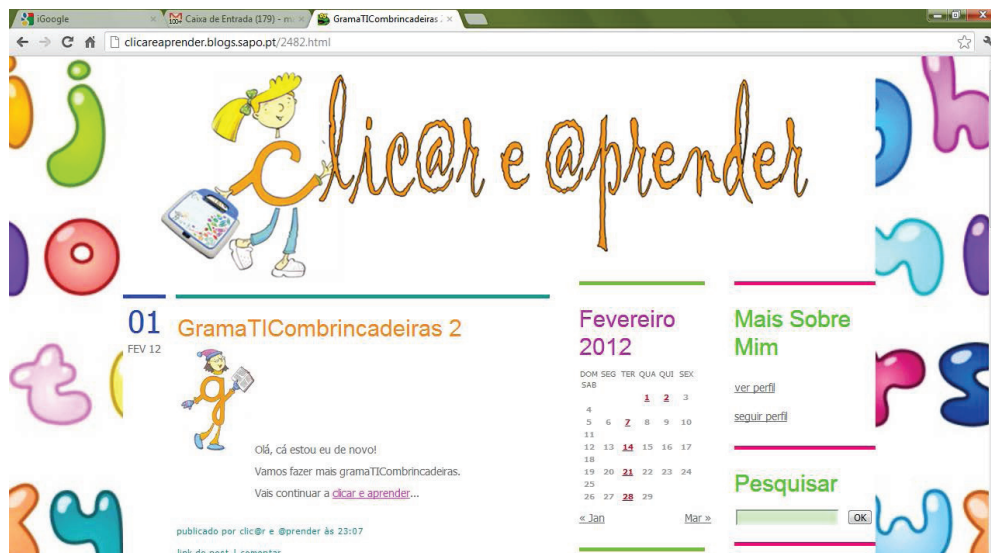 iGoogle
Caixa de Entrada (179) - m
GramaTICombrincadeiras
clicareaprender.blogs.sapo.pt/2482.html
Clic@r e @prender
01
FEV 12
GramaTICombrincadeiras 2
Olá, cá estou eu de novo!
Vamos fazer mais gramaTICombrincadeiras.
Vais continuar a clicar e aprender...
publicado por clic@r e @prender às 23:07
link do post | comentar
Fevereiro
2012
DOM SEG TER QUA QUI SEX
SAB
1 2 3
4
5 6 7 8 9 10
11
12 13 14 15 16 17
18
19 20 21 22 23 24
25
26 27 28 29
« Jan Mar »
Mais Sobre
Mim
ver perfil
seguir perfil
Pesquisar
OK